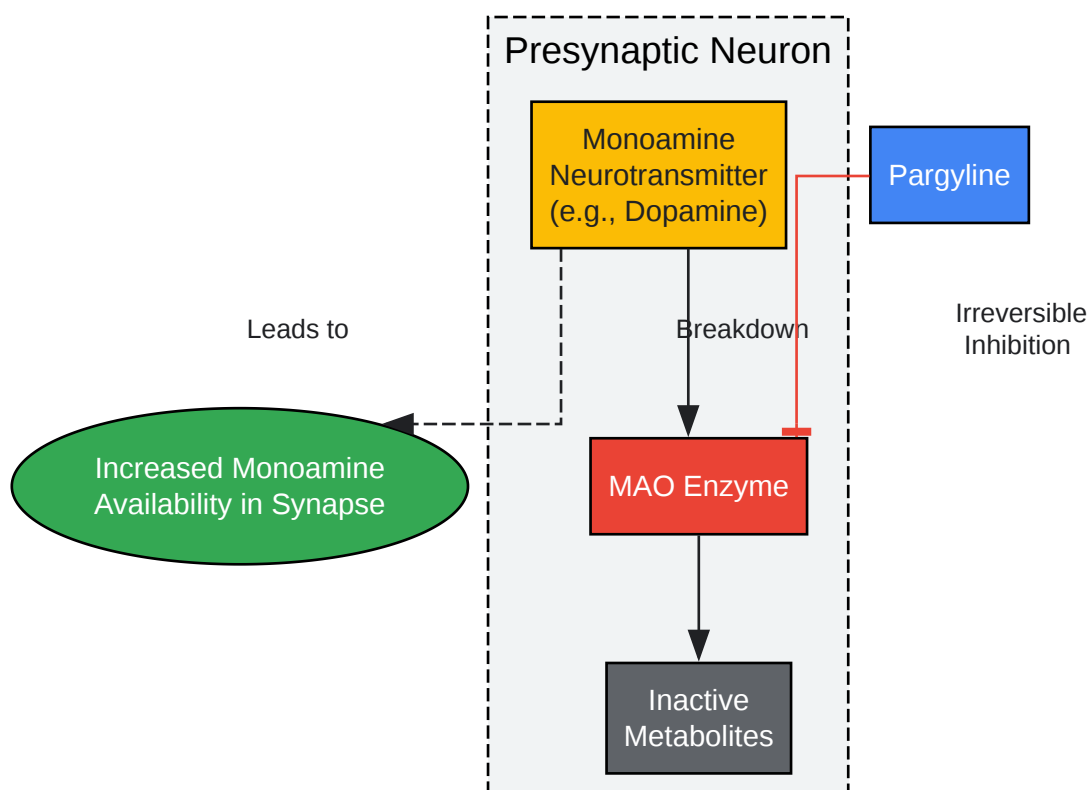 Presynaptic Neuron
Monoamine
Neurotransmitter
(e.g., Dopamine)
Pargyline
Leads to
Breakdown
Irreversible
Inhibition
Increased Monoamine
Availability in Synapse
MAO Enzyme
Inactive
Metabolites